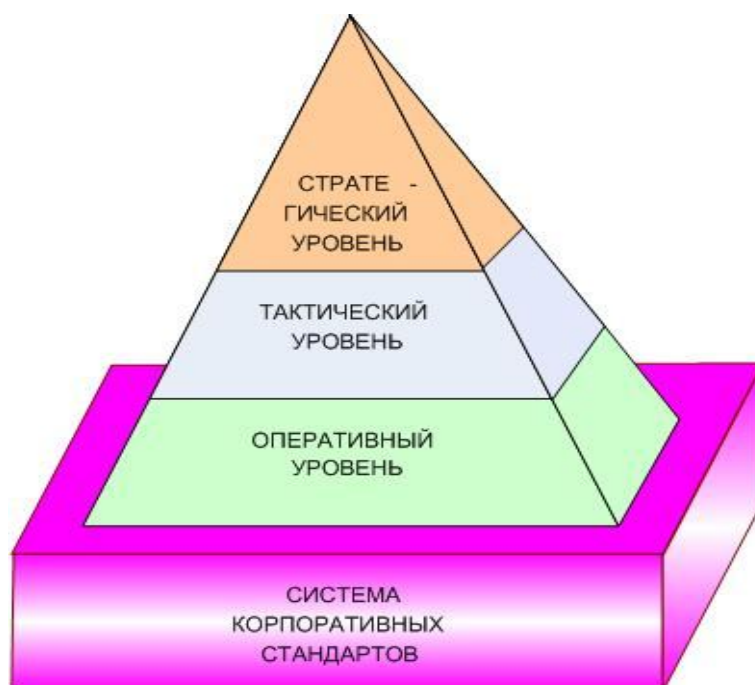 СТРАТЕ -
ГИЧЕСКИЙ
УРОВЕНЬ
ТАКТИЧЕСКИЙ
УРОВЕНЬ
ОПЕРАТИВНЫЙ
УРОВЕНЬ
СИСТЕМА
КОРПОРАТИВНЫХ
СТАНДАРТОВ